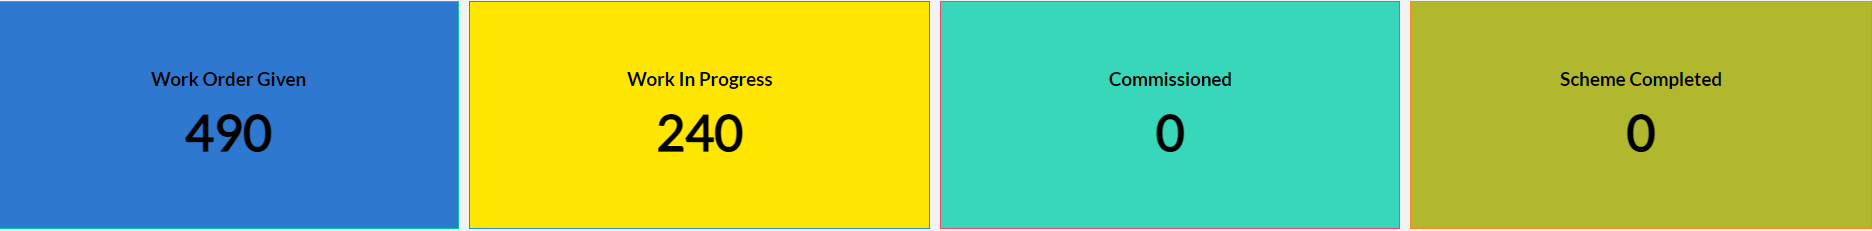 Work Order Given
490
Work In Progress
240
Commissioned
0
Scheme Completed
0